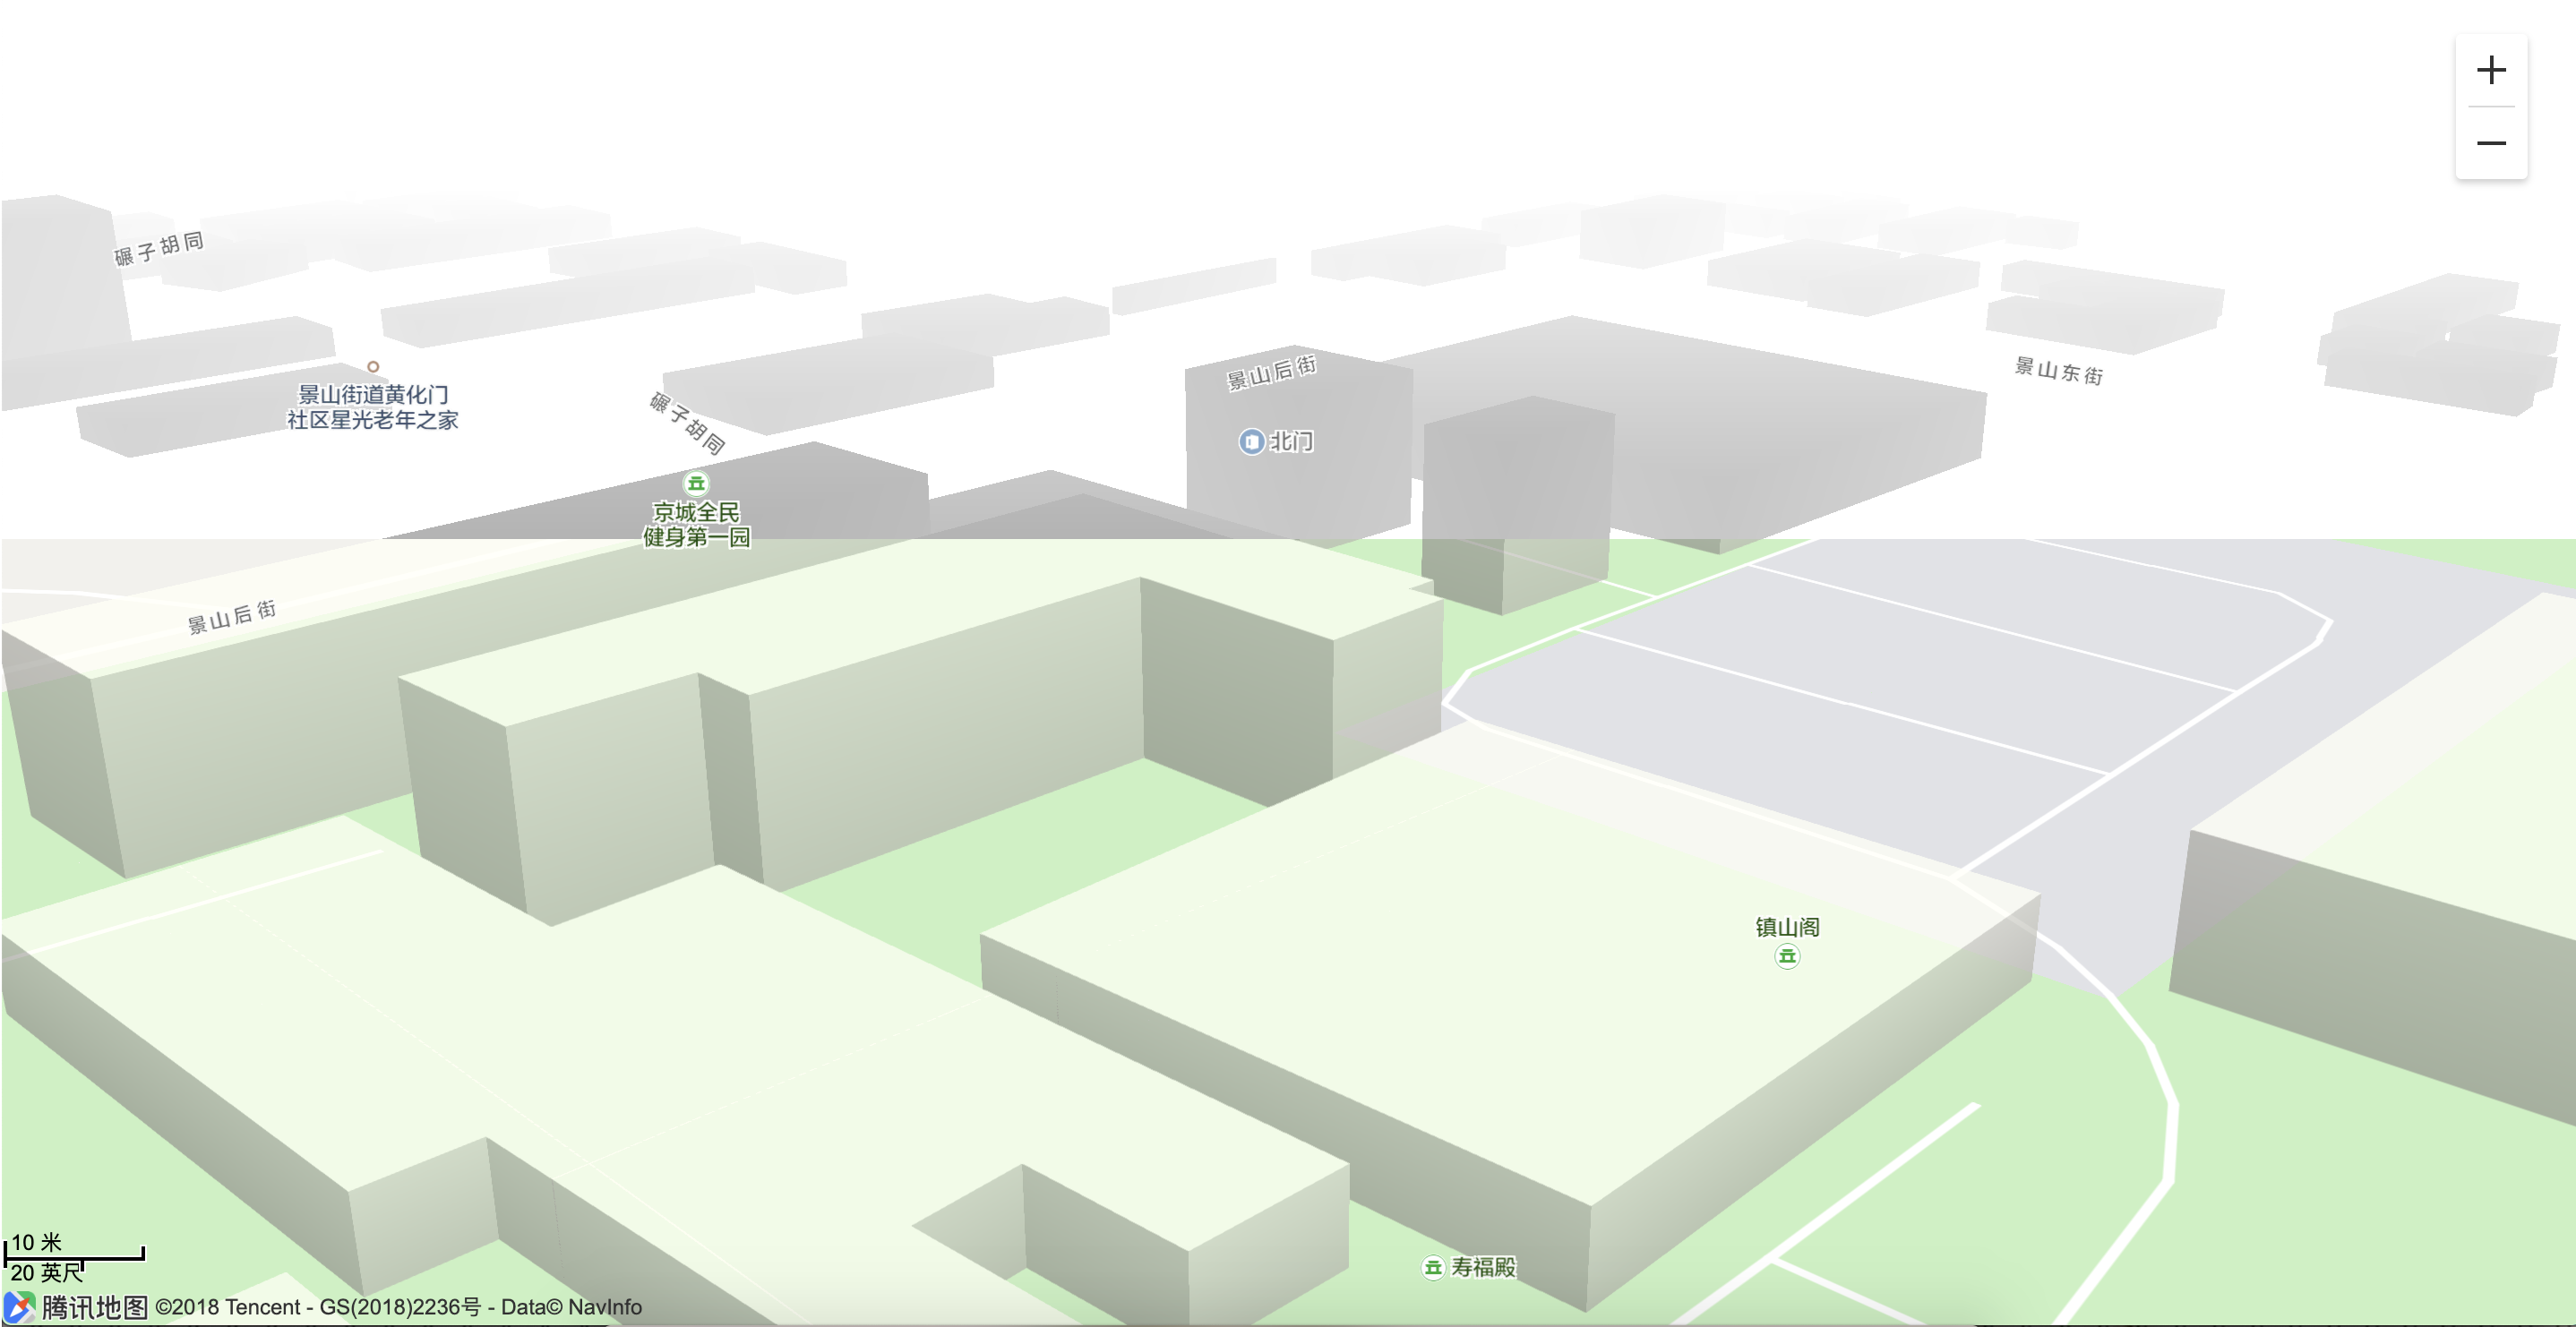 碾子胡同
景山后街
景山东街
景山街道黄化门
社区星光老年之家
碾子胡同
北门
京城全民
健身第一园
景山后街
镇山阁
寿福殿
10 米
20 英尺
腾讯地图 ©2018 Tencent - GS(2018)2236号 - Data© NavInfo